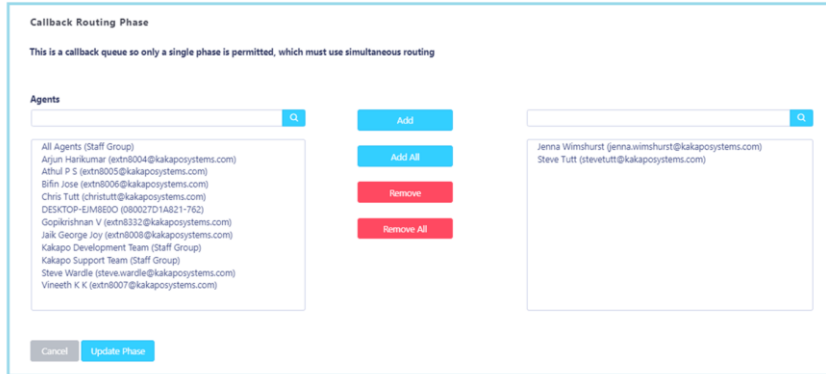 Callback Routing Phase
This is a callback queue so only a single phase is permitted, which must use simultaneous routing
Agents
All Agents (Staff Group)
Arjun Harikumar (extn8004@kakaposystems.com)
Athul P S (extn8005@kakaposystems.com)
Bifin Jose (extn8006@kakaposystems.com)
Chris Tutt (christutt@kakaposystems.com)
DESKTOP-EJM8E0O (080027D1A821-762)
Gopikrishnan V (extn8332@kakaposystems.com)
Jaik George Joy (extn8008@kakaposystems.com)
Kakapo Development Team (Staff Group)
Kakapo Support Team (Staff Group)
Steve Wardle (steve.wardle@kakaposystems.com)
Vineeth K K (extn8007@kakaposystems.com)
Add
Add All
Remove
Remove All
Jenna Wimshurst (jenna.wimshurst@kakaposystems.com)
Steve Tutt (stevetutt@kakaposystems.com)
Cancel
Update Phase